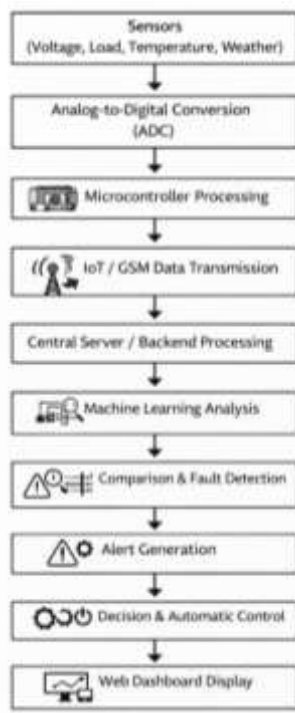 Sensors
(Voltage, Load, Temperature, Weather)
Analog-to-Digital Conversion
(ADC)
Microcontroller Processing
IoT / GSM Data Transmission
Central Server / Backend Processing
Machine Learning Analysis
Comparison & Fault Detection
Alert Generation
Decision & Automatic Control
Web Dashboard Display